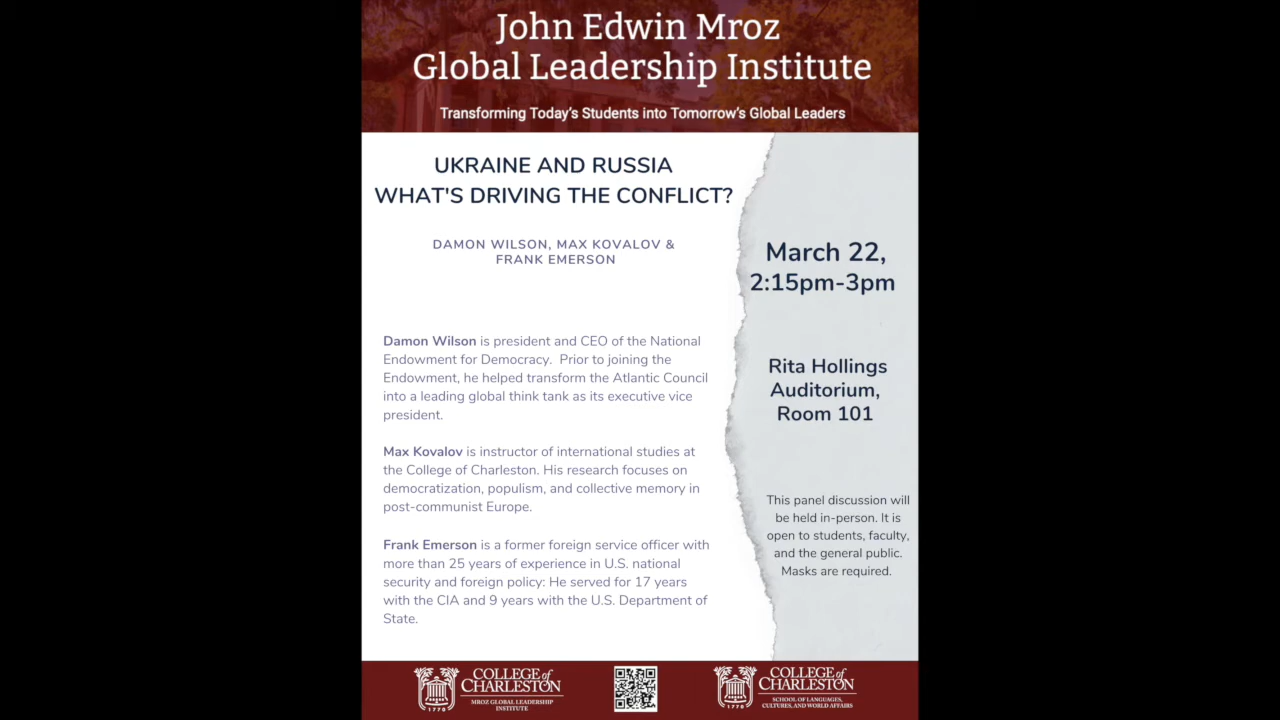 John Edwin Mroz
Global Leadership Institute
Transforming Today's Students into Tomorrow's Global Leaders
UKRAINE AND RUSSIA
WHAT'S DRIVING THE CONFLICT?
DAMON WILSON, MAX KOVALOV &
FRANK EMERSON
Damon Wilson is president and CEO of the National
Endowment for Democracy. Prior to joining the
Endowment, he helped transform the Atlantic Council
into a leading global think tank as its executive vice
president.
Max Kovalov is instructor of international studies at
the College of Charleston. His research focuses on
democratization, populism, and collective memory in
post-communist Europe.
Frank Emerson is a former foreign service officer with
more than 25 years of experience in U.S. national
security and foreign policy: He served for 17 years
with the CIA and 9 years with the U.S. Department of
State.
March 22,
2:15pm-3pm
Rita Hollings
Auditorium,
Room 101
This panel discussion will
be held in-person. It is
open to students, faculty,
and the general public.
Masks are required.
COLLEGE of
CHARLESTON
MROZ GLOBAL LEADERSHIP
INSTITUTE
1770
COLLEGE of
CHARLESTON
SCHOOL OF LANGUAGES,
CULTURES, AND WORLD AFFAIRS
1770